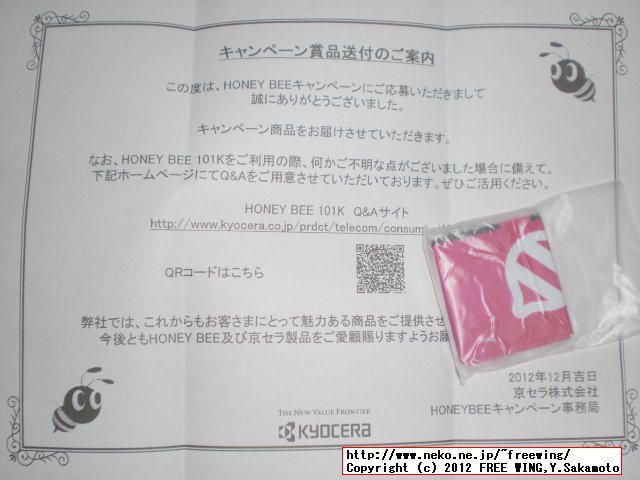 キャンペーン賞品送付のご案内
この度は、HONEY BEEキャンペーンにご応募いただきまして
誠にありがとうございました。
キャンペーン商品をお届けさせていただきます。
なお、HONEY BEE 101Kをご利用の際、何かご不明な点がございました場合に備えて、
下記ホームページにてQ&Aをご用意させていただいております。ぜひご活用ください。
HONEY BEE 101K Q&Aサイト
http://www.kyocera.co.jp/prdct/telecom/consum
QRコードはこちら
弊社では、これからもお客さまにとって魅力ある商品をご提供させ
今後ともHONEY BEE及び京セラ製品をご愛顧賜りますようお願
2012年12月吉日
京セラ株式会社
HONEYBEEキャンペーン事務局
THE NEW VALUE FRONTIER
KYOCERA
http://www.neko.ne.jp/~freewing/
Copyright (c) 2012 FREE WING,Y.Sakamoto